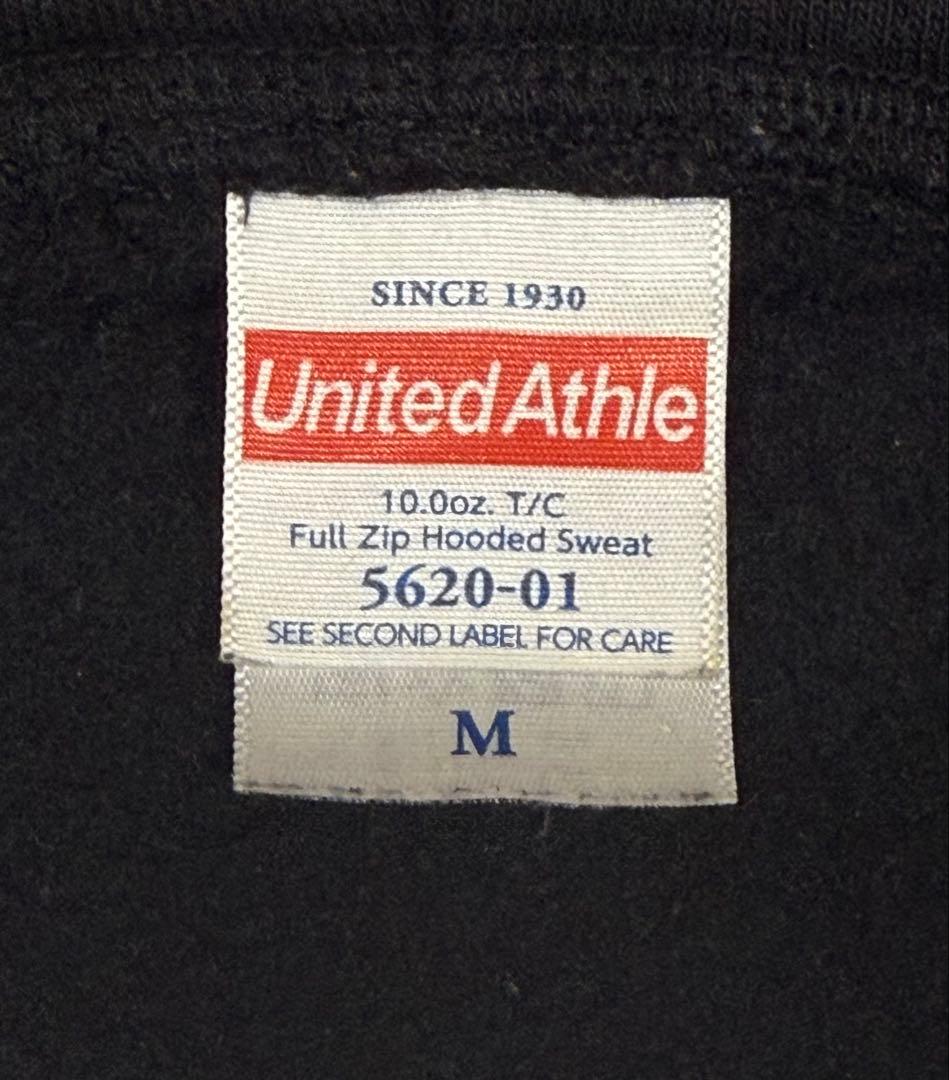 SINCE 1930
United Athle
10.0oz. T/C
Full Zip Hooded Sweat
5620-01
SEE SECOND LABEL FOR CARE
M